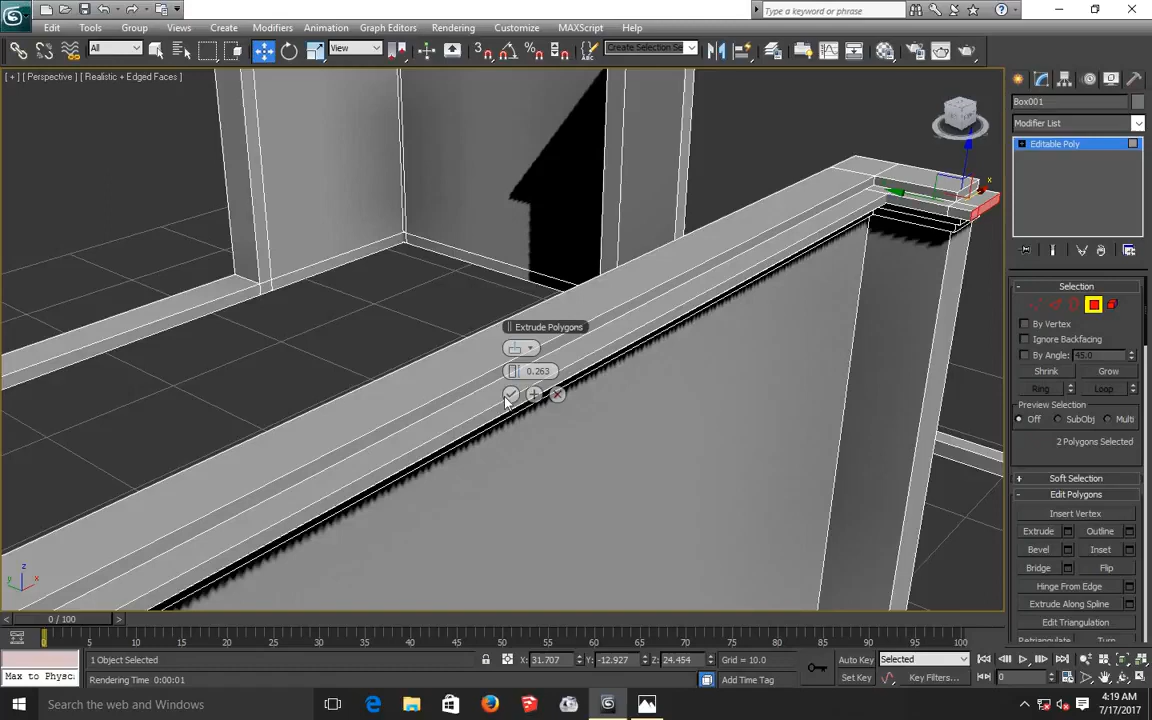 Type a keyword or phrase
Edit Tools Group Views Create Modifiers Animation Graph Editors Rendering Customize MAXScript Help
All View Create Selection Se
[ + ] [ Perspective ] [ Realistic + Edged Faces ]
Box001
Modifier List
Editable Poly
Selection
By Vertex
Ignore Backfacing
By Angle: 45.0
Shrink Grow
Ring Loop
Preview Selection
Off SubObj Multi
2 Polygons Selected
Soft Selection
Edit Polygons
Insert Vertex
Extrude Outline
Bevel Inset
Bridge Flip
Hinge From Edge
Extrude Along Spline
Edit Triangulation
Retriangulate Turn
Extrude Polygons
0.263
x
z
y x
0 / 100
0 5 10 15 20 25 30 35 40 45 50 55 60 65 70 75 80 85 90 95 100
1 Object Selected X: 31.707 Y: -12.927 Z: 24.454 Grid = 10.0 Auto Key Selected
Max to Physc Rendering Time 0:00:01 Add Time Tag Set Key Key Filters... 0
Search the web and Windows
4:19 AM
7/17/2017